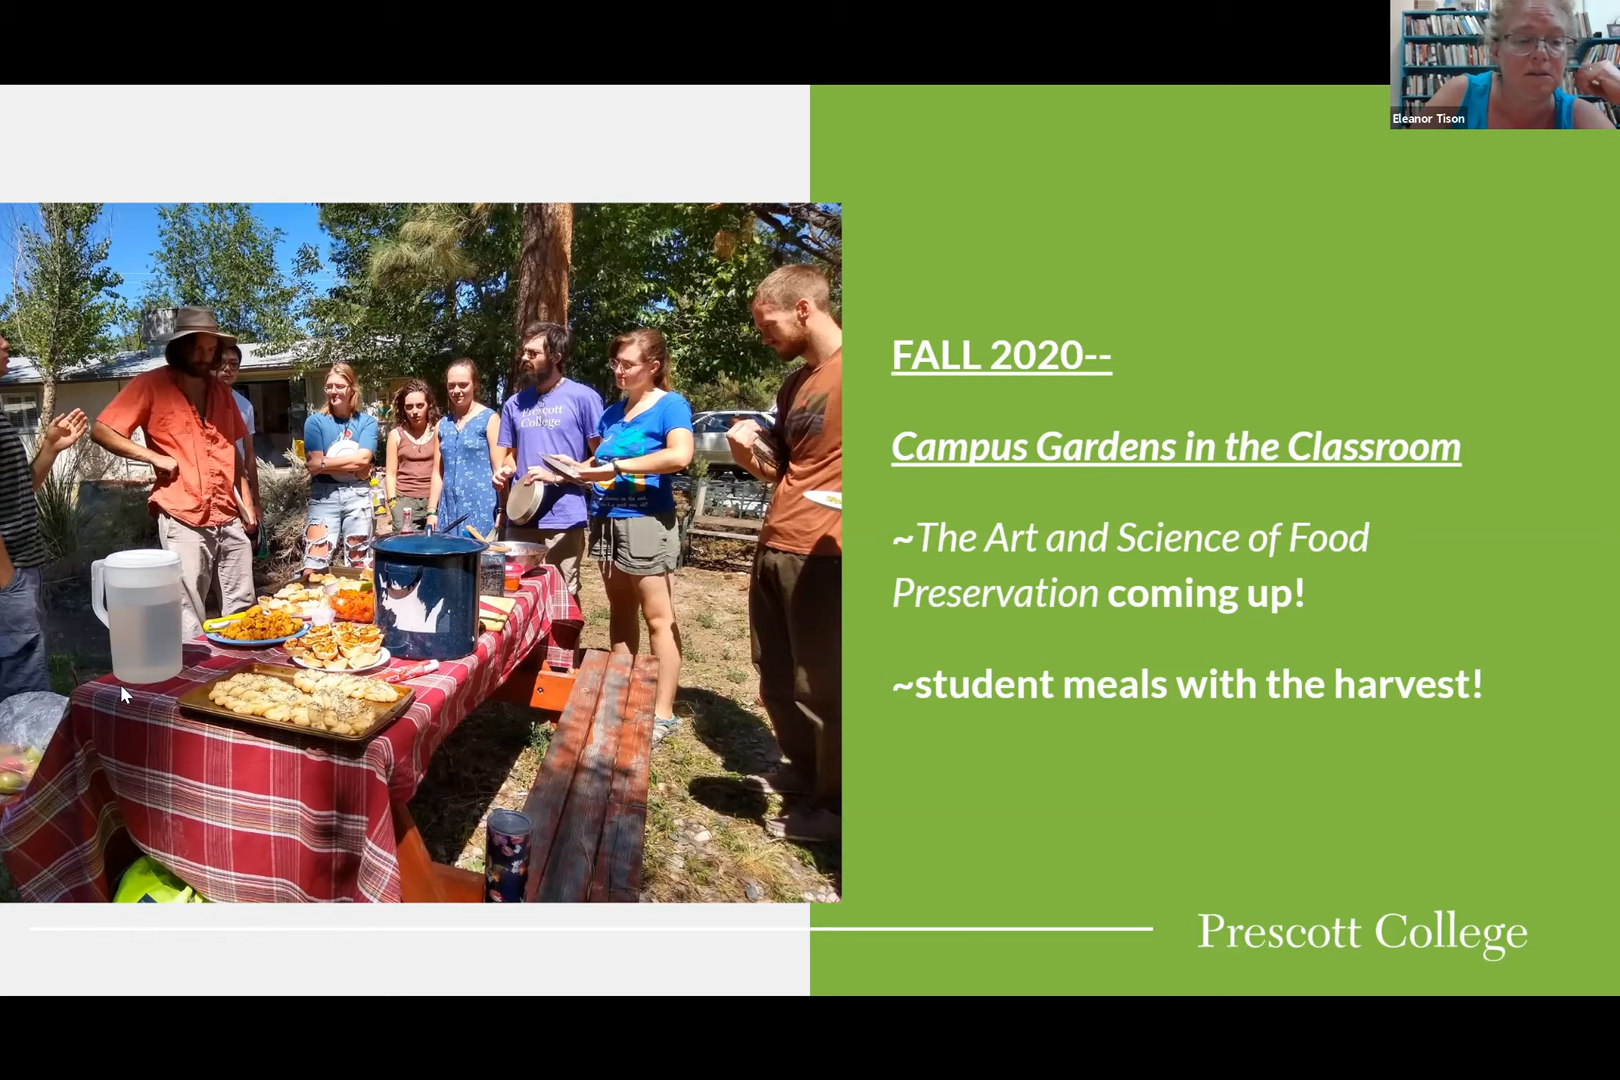 Eleanor Tison
FALL 2020--
Campus Gardens in the Classroom
~The Art and Science of Food
Preservation coming up!
~student meals with the harvest!
Prescott
College
Prescott College